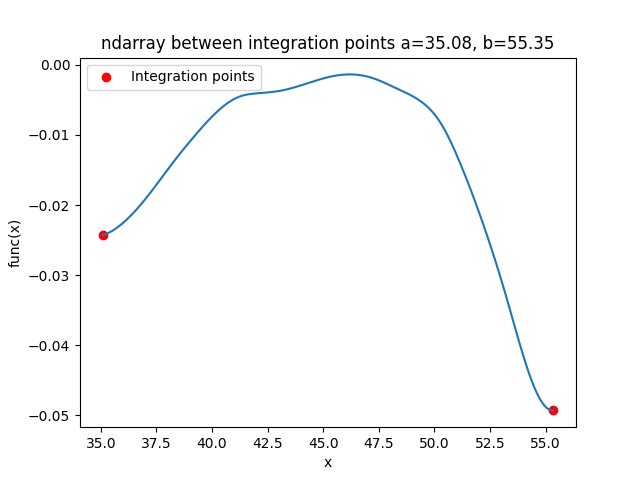 ndarray between integration points a=35.08, b=55.35
Integration points
0.00
−0.01
−0.02
−0.03
−0.04
−0.05
func(x)
35.0 37.5 40.0 42.5 45.0 47.5 50.0 52.5 55.0
x